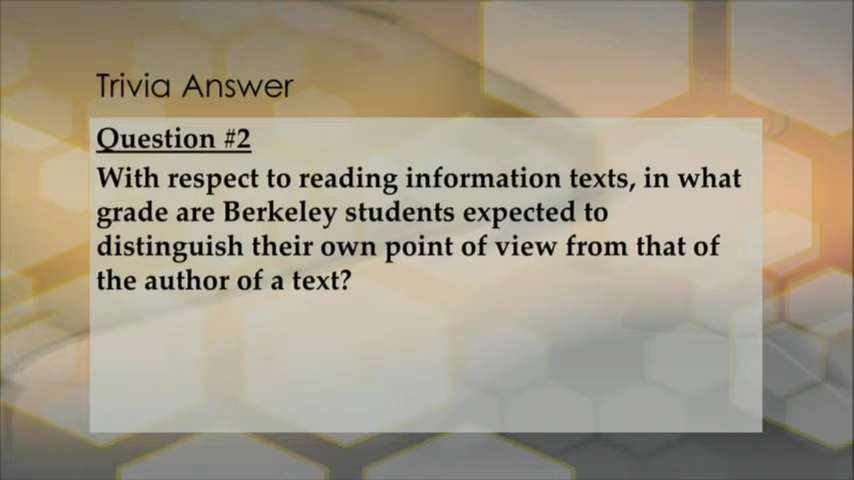 Trivia Answer
Question #2
With respect to reading information texts, in what
grade are Berkeley students expected to
distinguish their own point of view from that of
the author of a text?